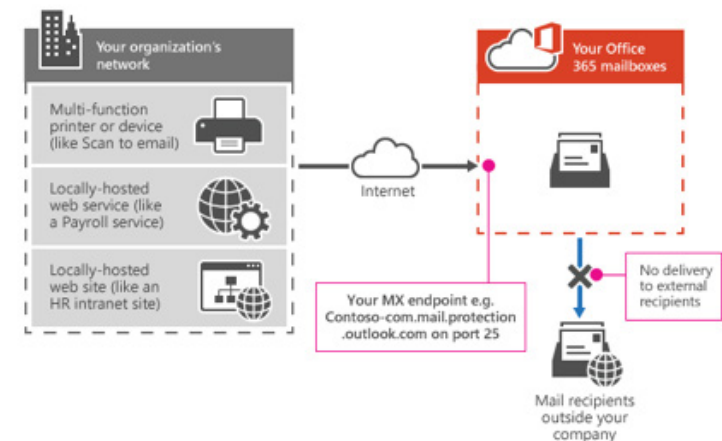 Your organization's
network
Multi-function
printer or device
(like Scan to email)
Locally-hosted
web service (like
a Payroll service)
Locally-hosted
web site (like an
HR intranet site)
Internet
Your MX endpoint e.g.
Contoso-com.mail.protection
.outlook.com on port 25
Your Office
365 mailboxes
No delivery
to external
recipients
Mail recipients
outside your
company